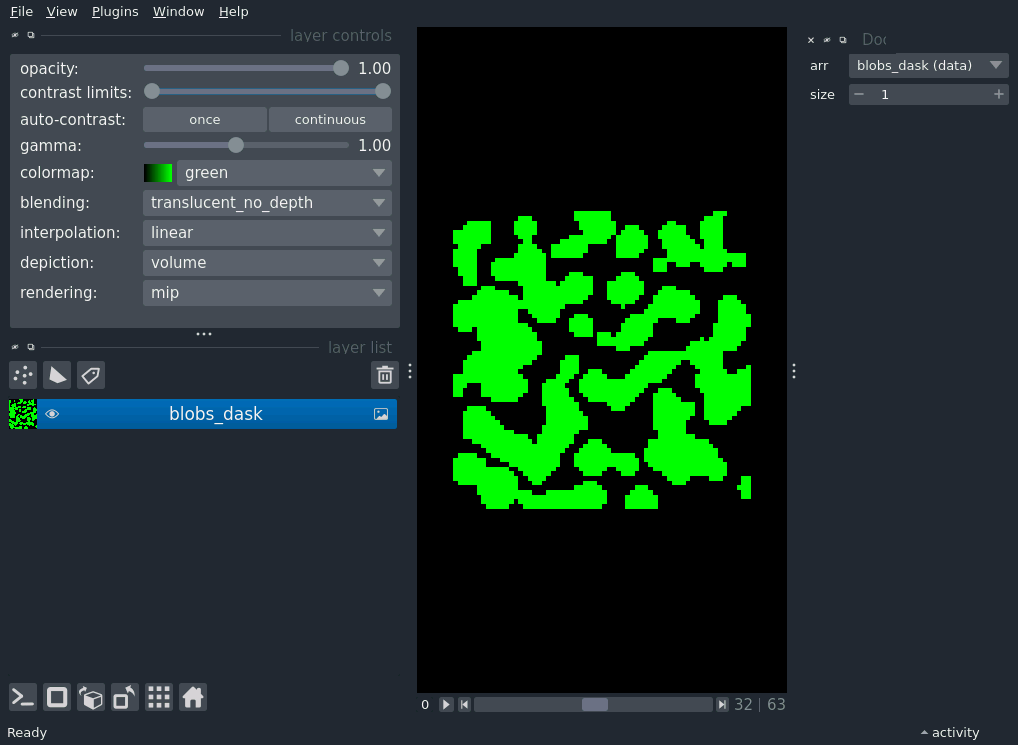 File View Plugins Window Help
layer controls
opacity: 1.00
contrast limits:
auto-contrast: once continuous
gamma: 1.00
colormap: green
blending: translucent_no_depth
interpolation: linear
depiction: volume
rendering: mip
layer list
blobs_dask
0 32 | 63
Ready
activity
Doc
arr blobs_dask (data)
size 1